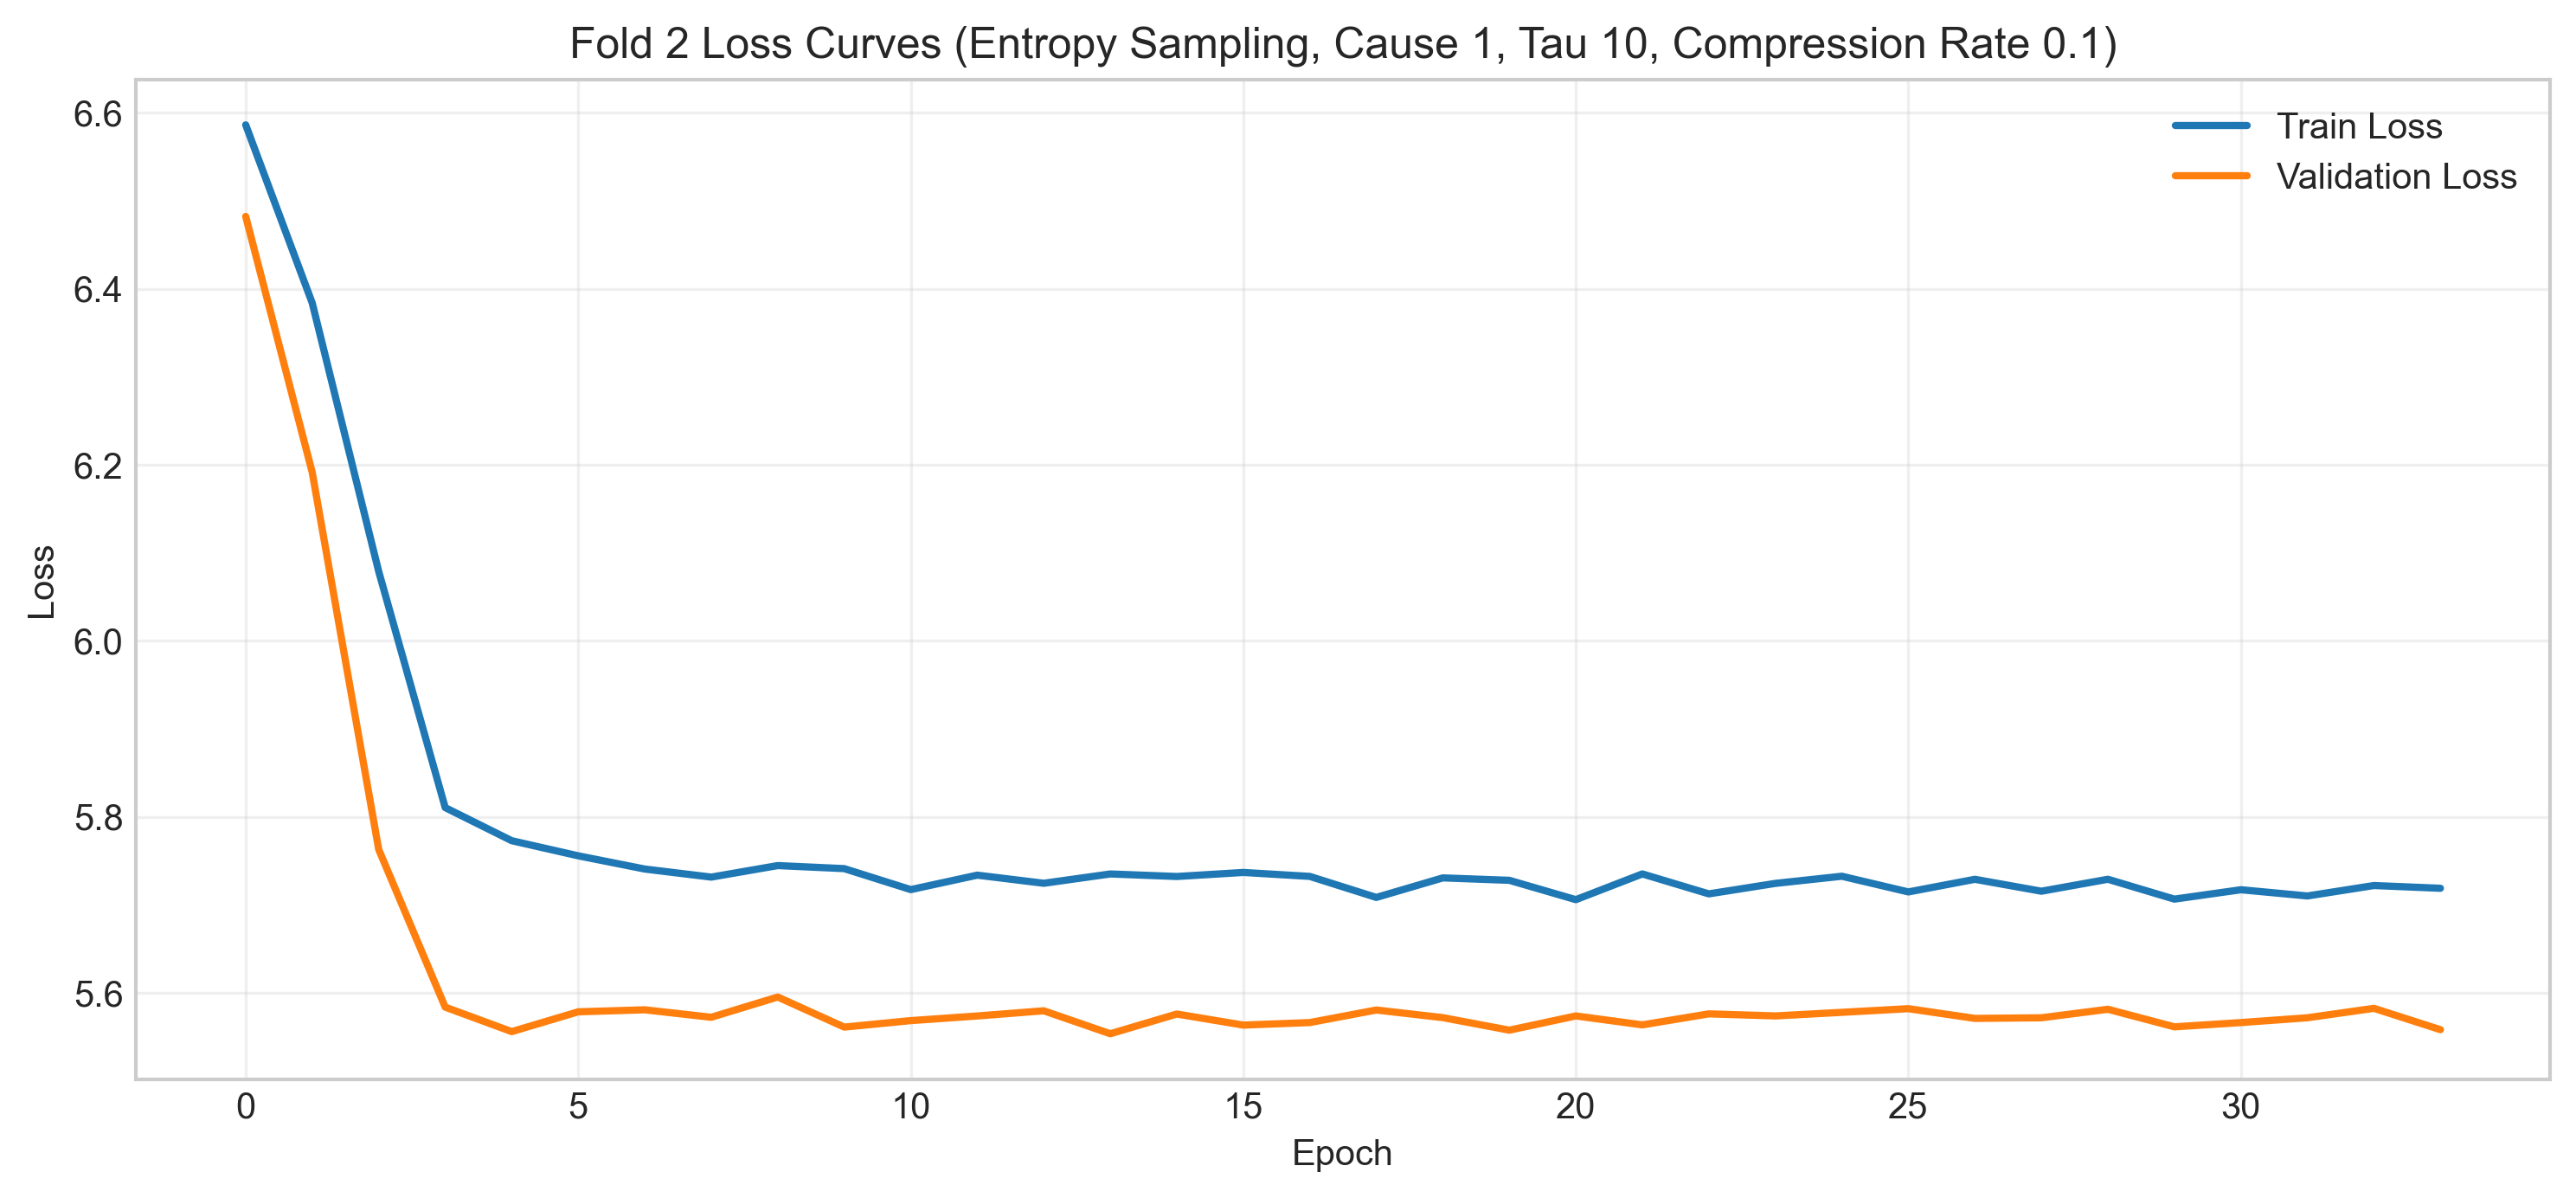 Fold 2 Loss Curves (Entropy Sampling, Cause 1, Tau 10, Compression Rate 0.1)
Train Loss
Validation Loss
6.6
6.4
6.2
6.0
5.8
5.6
Loss
0 5 10 15 20 25 30
Epoch